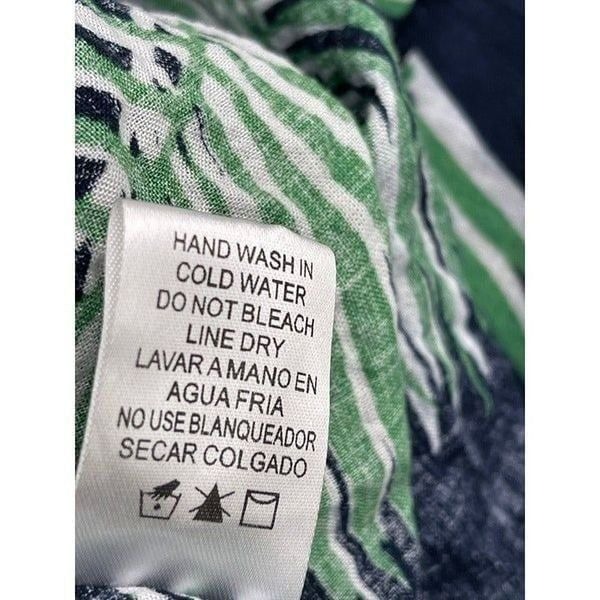 HAND WASH IN
COLD WATER
DO NOT BLEACH
LINE DRY
LAVAR A MANO EN
AGUA FRIA
NO USE BLANQUEADOR
SECAR COLGADO